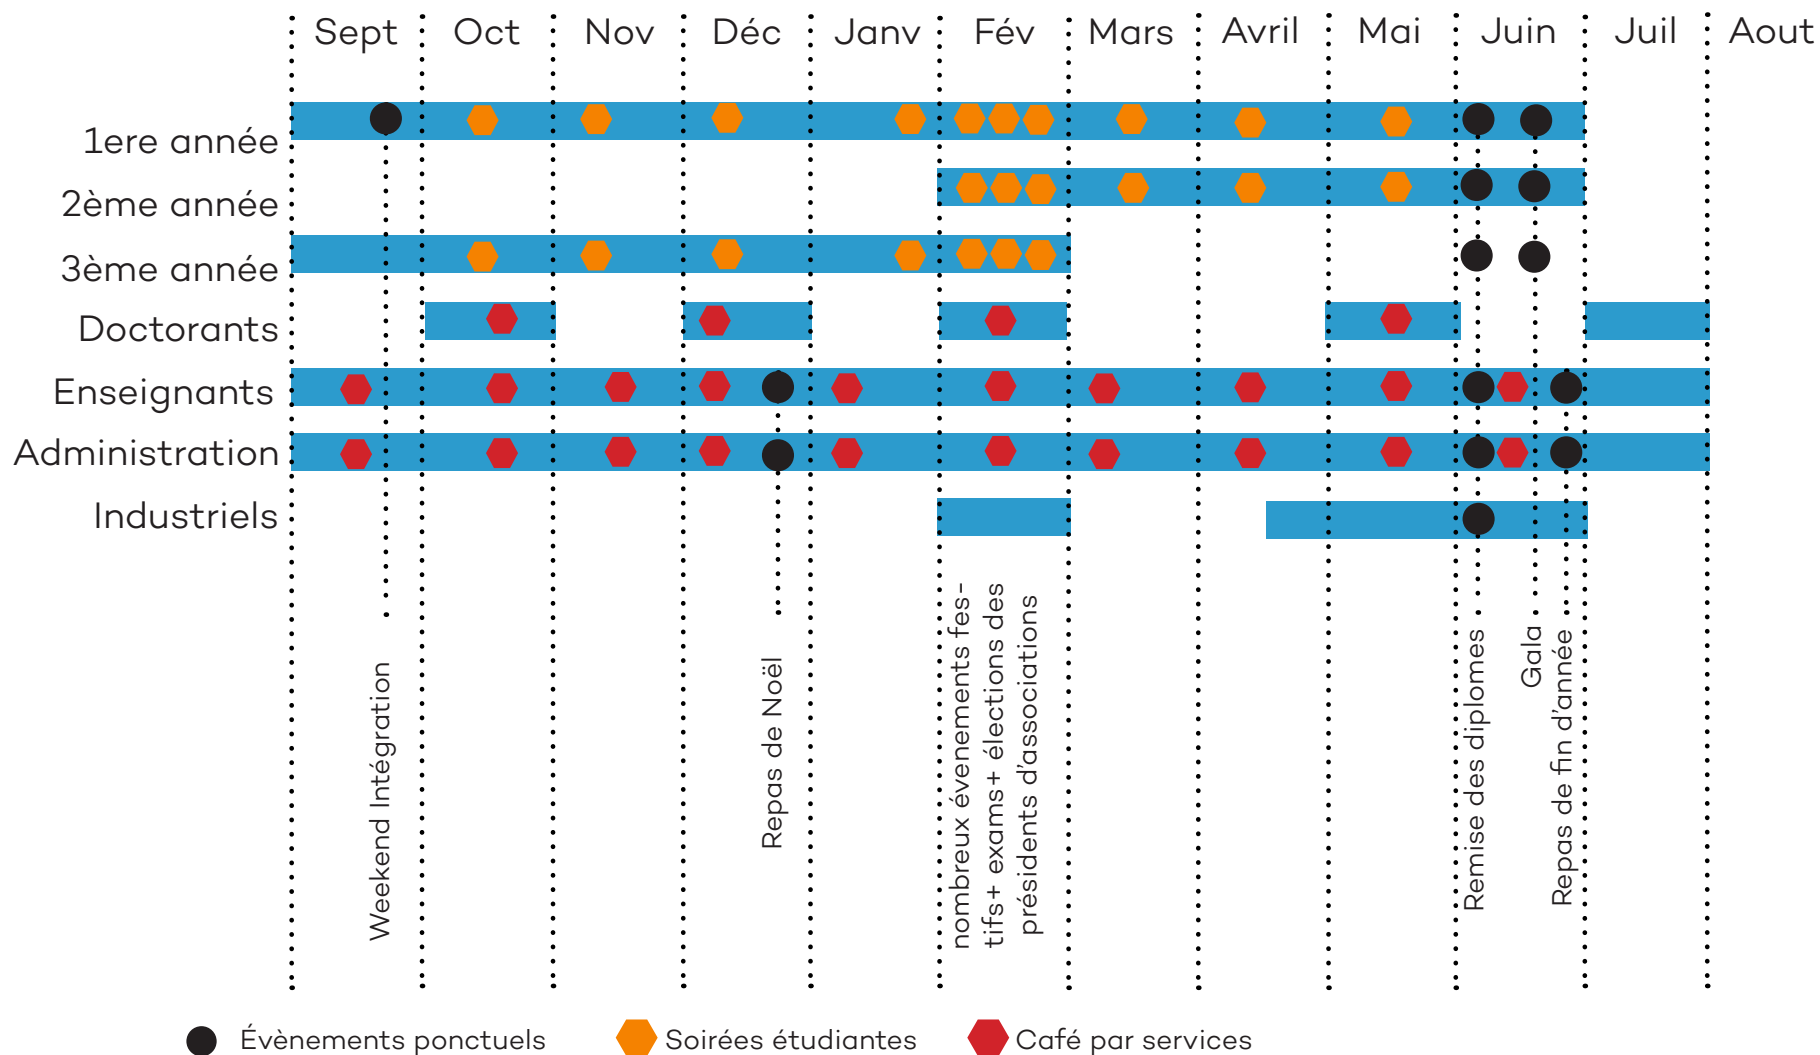 Sept Oct Nov Déc Janv Fév Mars Avril Mai Juin Juil Aout
1ere année
2ème année
3ème année
Doctorants
Enseignants
Administration
Industriels
Weekend Intégration
Repas de Noël
nombreux évenements fes-
tifs+ exams+ élections des
présidents d'associations
Remise des diplomes
Gala
Repas de fin d'année
Évènements ponctuels
Soirées étudiantes
Café par services